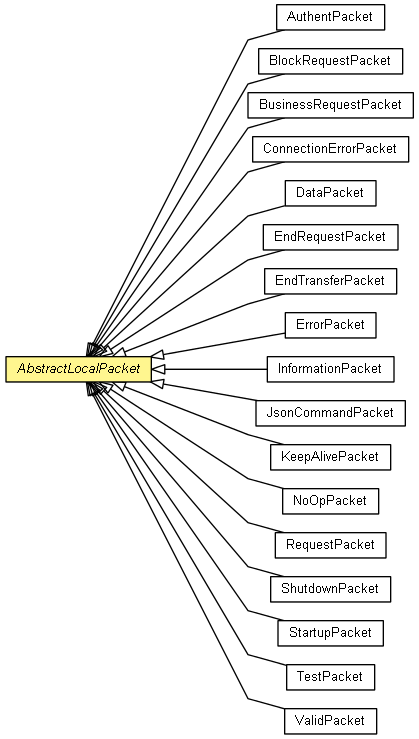 AuthentPacket
BlockRequestPacket
BusinessRequestPacket
ConnectionErrorPacket
DataPacket
EndRequestPacket
EndTransferPacket
ErrorPacket
AbstractLocalPacket
InformationPacket
JsonCommandPacket
KeepAlivePacket
NoOpPacket
RequestPacket
ShutdownPacket
StartupPacket
TestPacket
ValidPacket